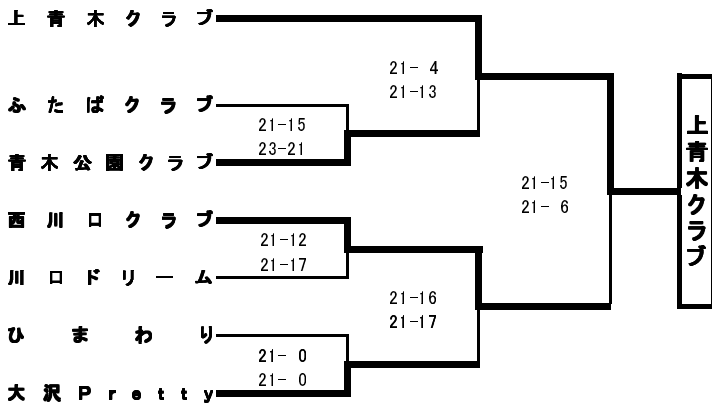 上青木クラブ
ふたばクラブ
青木公園クラブ
西川口クラブ
川口ドリーム
ひまわり
大沢Pretty
21-15
23-21
21-12
21-17
21- 0
21- 0
21- 4
21-13
21-16
21-17
21-15
21- 6
上青木クラブ